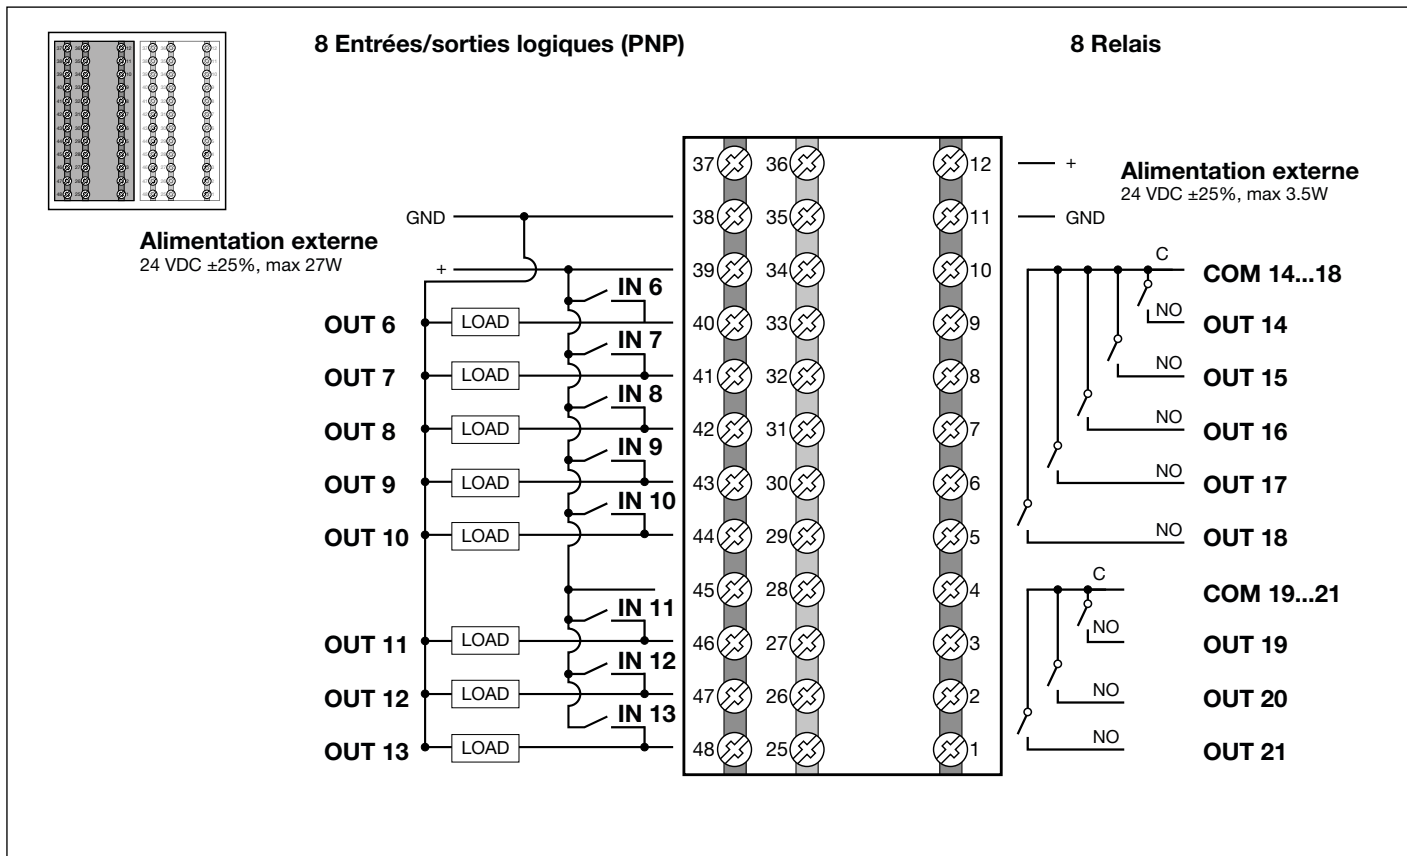 8 Entrées/sorties logiques (PNP)
8 Relais
37 36 12 +
Alimentation externe
24 VDC ±25%, max 3.5W
GND 38 35 11 GND
Alimentation externe
24 VDC ±25%, max 27W
+ 39 34 10
C
COM 14...18
IN 6
OUT 6 LOAD 40 33 9 NO OUT 14
IN 7
OUT 7 LOAD 41 32 8 NO OUT 15
IN 8
OUT 8 LOAD 42 31 7 NO OUT 16
IN 9
OUT 9 LOAD 43 30 6 NO OUT 17
IN 10
OUT 10 LOAD 44 29 5 NO OUT 18
45 28 4 C COM 19...21
IN 11
OUT 11 LOAD 46 27 3 NO OUT 19
IN 12
OUT 12 LOAD 47 26 2 NO OUT 20
IN 13
OUT 13 LOAD 48 25 1 NO OUT 21